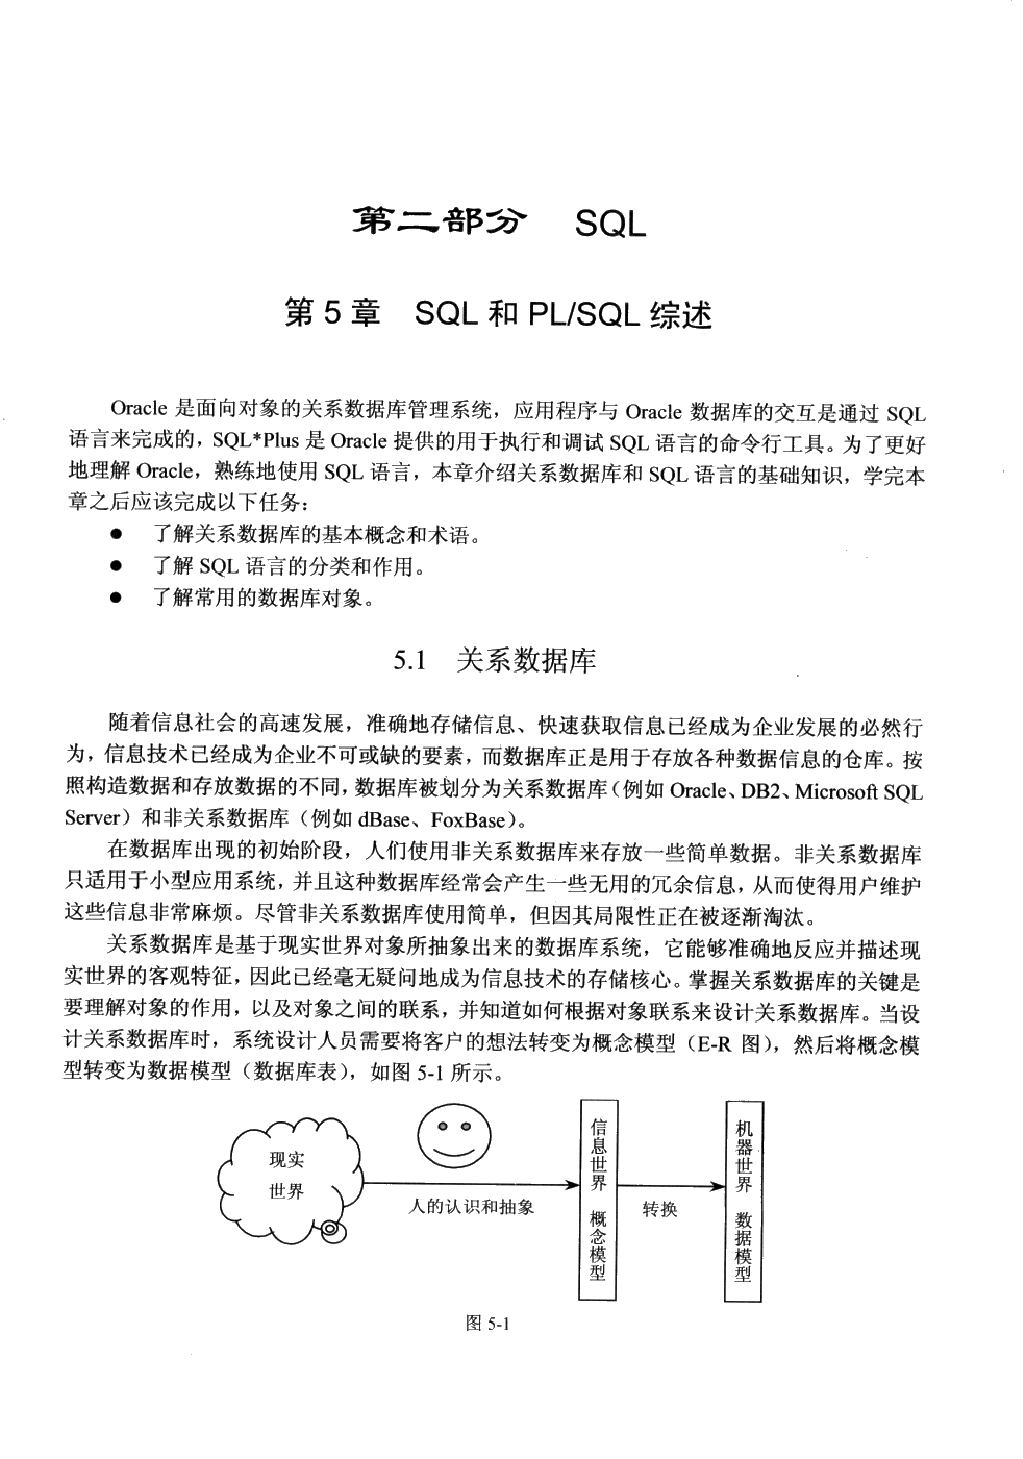 第二部分 SQL
第 5 章 SQL 和 PL/SQL 综述
Oracle 是面向对象的关系数据库管理系统，应用程序与 Oracle 数据库的交互是通过 SQL
语言来完成的，SQL*Plus 是 Oracle 提供的用于执行和调试 SQL 语言的命令行工具。为了更好
地理解 Oracle，熟练地使用 SQL 语言，本章介绍关系数据库和 SQL 语言的基础知识，学完本
章之后应该完成以下任务：
● 了解关系数据库的基本概念和术语。
● 了解 SQL 语言的分类和作用。
● 了解常用的数据库对象。
5.1 关系数据库
随着信息社会的高速发展，准确地存储信息、快速获取信息已经成为企业发展的必然行
为，信息技术已经成为企业不可或缺的要素，而数据库正是用于存放各种数据信息的仓库。按
照构造数据和存放数据的不同，数据库被划分为关系数据库（例如 Oracle、DB2、Microsoft SQL
Server）和非关系数据库（例如 dBase、FoxBase）。
在数据库出现的初始阶段，人们使用非关系数据库来存放一些简单数据。非关系数据库
只适用于小型应用系统，并且这种数据库经常会产生一些无用的冗余信息，从而使得用户维护
这些信息非常麻烦。尽管非关系数据库使用简单，但因其局限性正在被逐渐淘汰。
关系数据库是基于现实世界对象所抽象出来的数据库系统，它能够准确地反应并描述现
实世界的客观特征，因此已经毫无疑问地成为信息技术的存储核心。掌握关系数据库的关键是
要理解对象的作用，以及对象之间的联系，并知道如何根据对象联系来设计关系数据库。当设
计关系数据库时，系统设计人员需要将客户的想法转变为概念模型（E-R 图），然后将概念模
型转变为数据模型（数据库表），如图 5-1 所示。
现实
世界
人的认识和抽象
信息世界 概念模型
转换
机器世界 数据模型
图 5-1